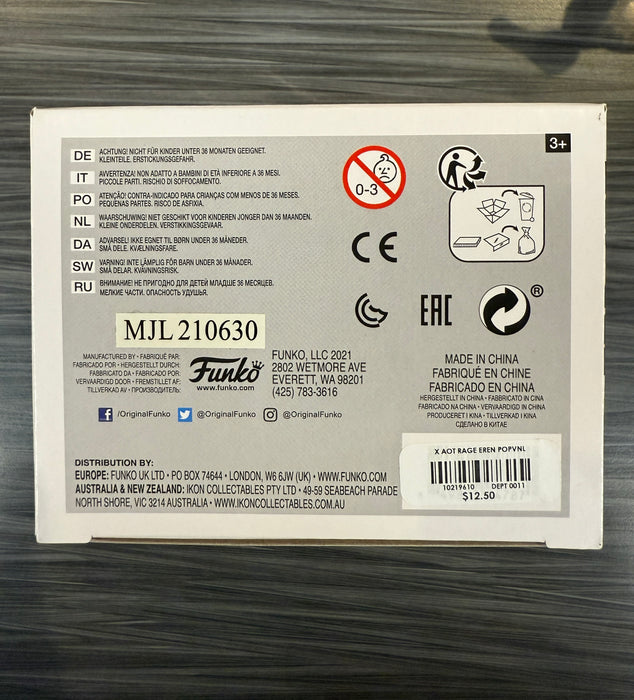 3+
DE ACHTUNG! NICHT FÜR KINDER UNTER 36 MONATEN GEEIGNET.
KLEINTEILE. ERSTICKUNGSGEFAHR.
IT AVVERTENZA! NON ADATTO A BAMBINI DI ETÀ INFERIORE A 36 MESI.
PICCOLE PARTI. RISCHIO DI SOFFOCAMENTO.
PO ATENÇÃO! CONTRA-INDICADO PARA CRIANÇAS COM MENOS DE 36 MESES.
PEQUENAS PARTES. RISCO DE ASFIXIA.
NL WAARSCHUWING! NIET GESCHIKT VOOR KINDEREN JONGER DAN 36 MAANDEN.
KLEINE ONDERDELEN. VERSTIKKINGSGEVAAR.
DA ADVARSEL! IKKE EGNET TIL BØRN UNDER 36 MÅNEDER.
SMÅ DELE. KVÆLNINGSFARE.
SW VARNING! INTE LÄMPLIG FÖR BARN UNDER 36 MÅNADER.
SMÅ DELAR. KVÄVNINGSRISK.
RU ВНИМАНИЕ! НЕ ПРИГОДНО ДЛЯ ДЕТЕЙ МЛАДШЕ 36 МЕСЯЦЕВ.
МЕЛКИЕ ЧАСТИ. ОПАСНОСТЬ УДУШЬЯ.
0-3
CE
EAC
®
MJL 210630
MANUFACTURED BY • FABRIQUÉ PAR:
FABRICADO POR • HERGESTELLT DURCH:
FABBRICATO DA • FABRICADO POR:
VERVAARDIGD DOOR • FREMSTILLET AF:
TILLVERKAD AV • ПРОИЗВОДИТЕЛЬ:
Funko
www.funko.com
FUNKO, LLC 2021
2802 WETMORE AVE
EVERETT, WA 98201
(425) 783-3616
MADE IN CHINA
FABRIQUÉ EN CHINE
FABRICADO EN CHINA
HERGESTELLT IN CHINA • FABBRICATO IN CINA
FABRICADO NA CHINA • VERVAARDIGD IN CHINA
PRODUCERET I KINA • TILLVERKAD I KINA
СДЕЛАНО В КИТАЕ
/OriginalFunko @OriginalFunko @OriginalFunko
DISTRIBUTION BY:
EUROPE: FUNKO UK LTD • PO BOX 74644 • LONDON, W6 6JW (UK) • WWW.FUNKO.COM
AUSTRALIA & NEW ZEALAND: IKON COLLECTABLES PTY LTD • 49-59 SEABEACH PARADE
NORTH SHORE, VIC 3214 AUSTRALIA • WWW.IKONCOLLECTABLES.COM.AU
X AOT RAGE EREN POPVNL
10219610 DEPT 0011
$12.50